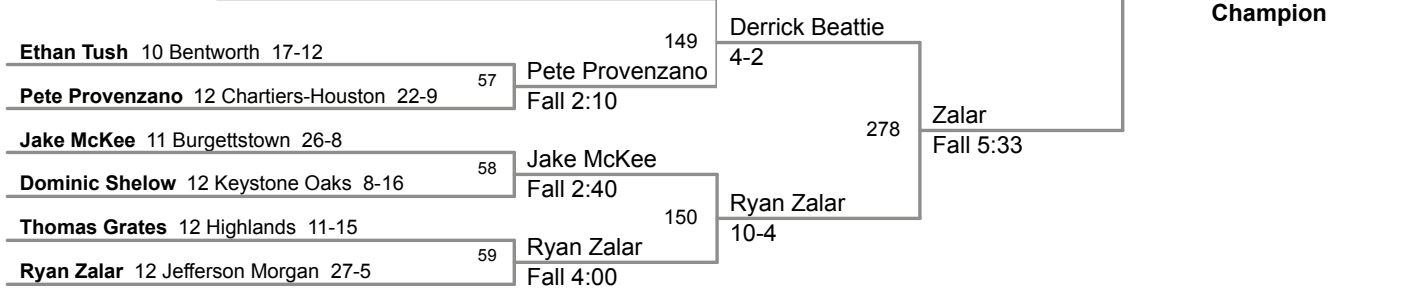 Champion
Derrick Beattie
149
4-2
Ethan Tush 10 Bentworth 17-12
Pete Provenzano
57
Pete Provenzano 12 Chartiers-Houston 22-9
Fall 2:10
Zalar
278
Fall 5:33
Jake McKee 11 Burgettstown 26-8
Jake McKee
58
Dominic Shelow 12 Keystone Oaks 8-16
Fall 2:40
Ryan Zalar
150
10-4
Thomas Grates 12 Highlands 11-15
Ryan Zalar
59
Ryan Zalar 12 Jefferson Morgan 27-5
Fall 4:00